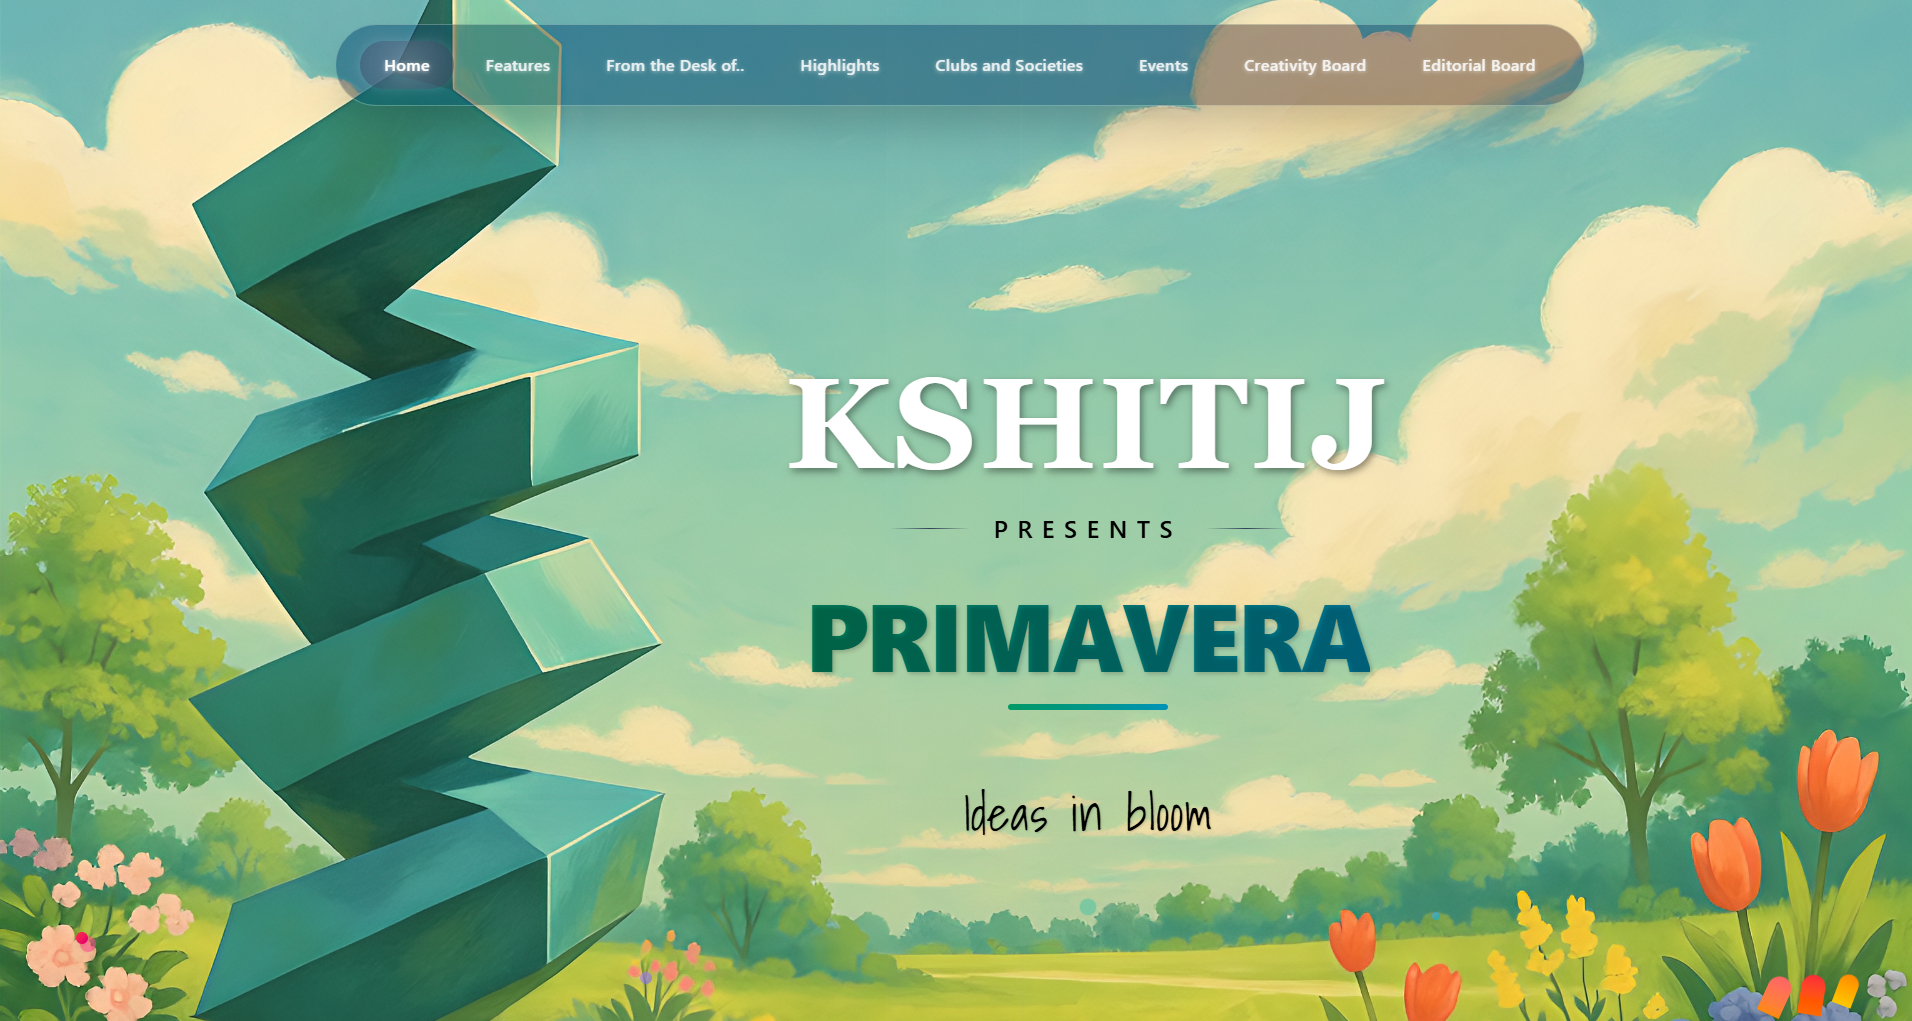 Home Features From the Desk of.. Highlights Clubs and Societies Events Creativity Board Editorial Board
KSHITIJ
PRESENTS
PRIMAVERA
Ideas in bloom